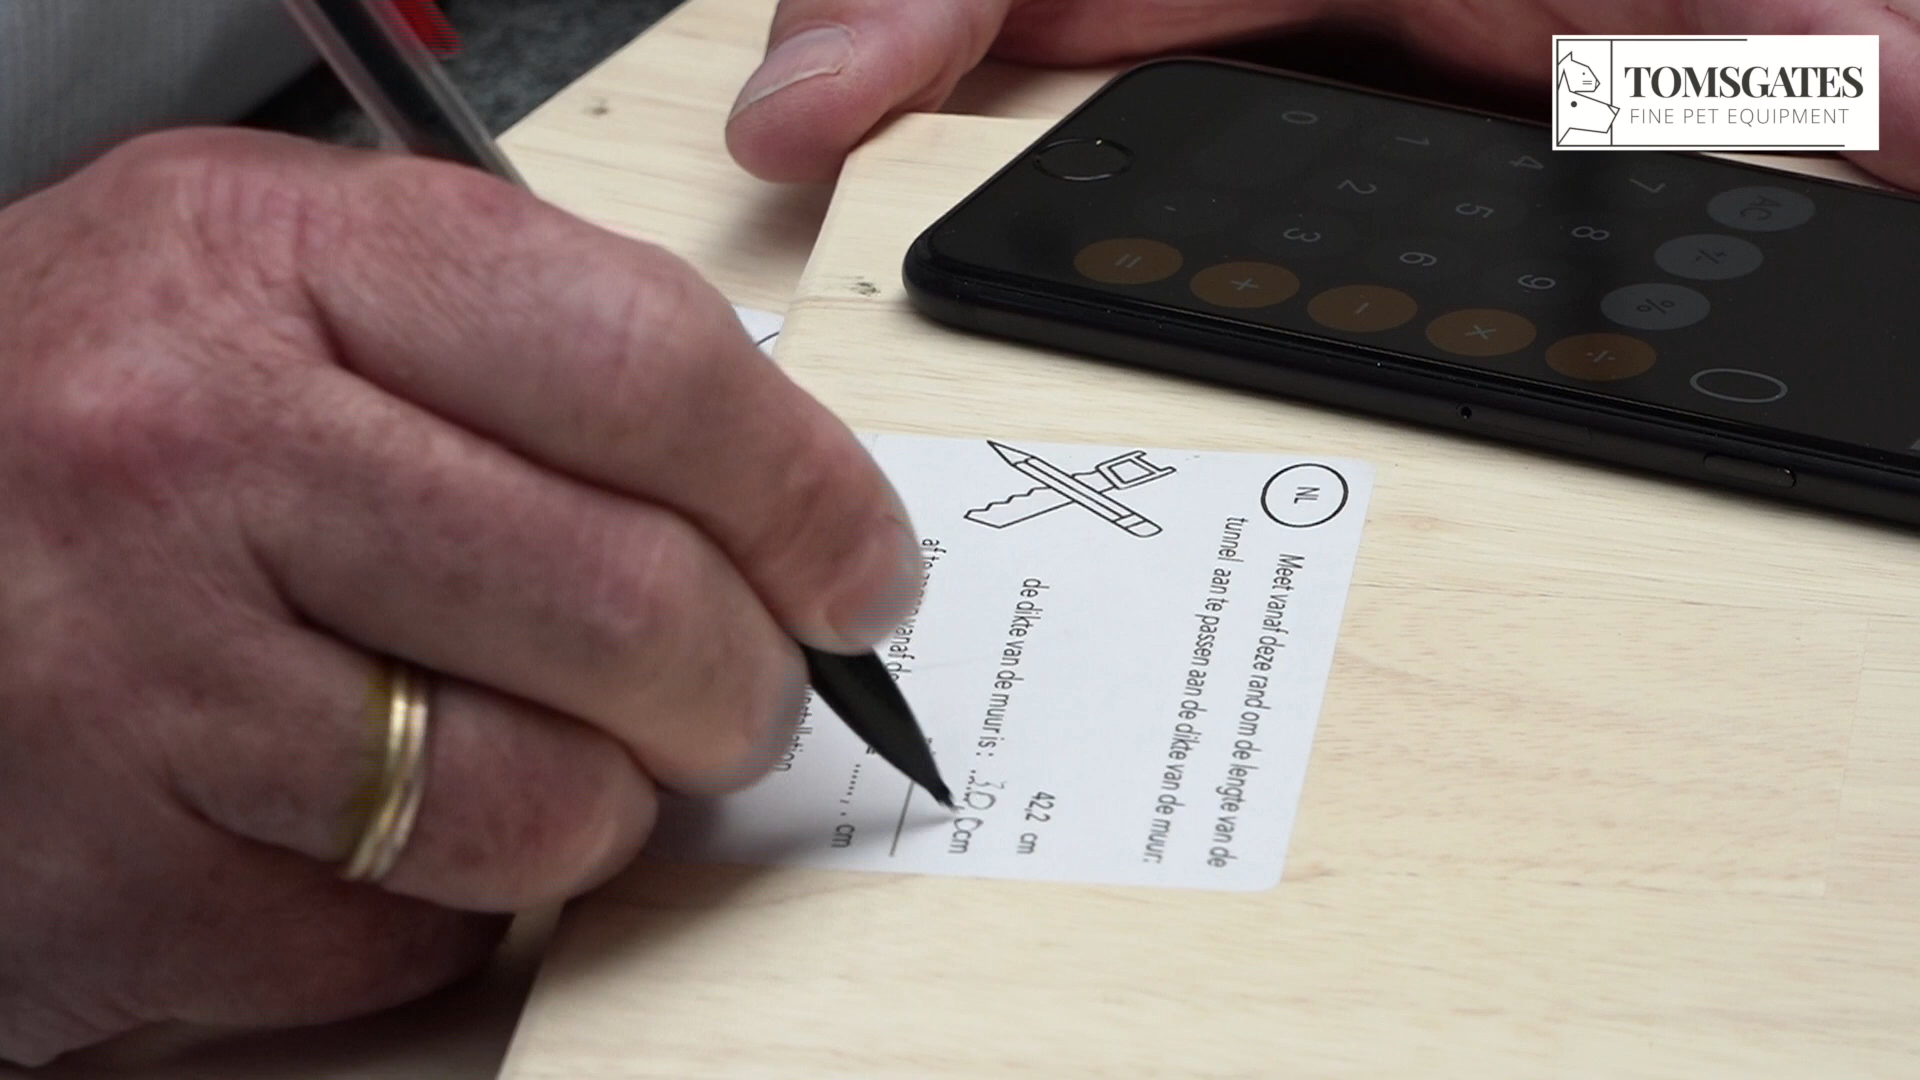 TOMSGATES
FINE PET EQUIPMENT
0 1 4 7 AC
2 5 8
, 3 6 9 %
= + − × ÷
NL
Meet vanaf deze rand om de lengte van de
tunnel aan te passen aan de dikte van de muur:
42,2 cm
de dikte van de muur is: 30,0 cm
vanaf
= ......, . cm